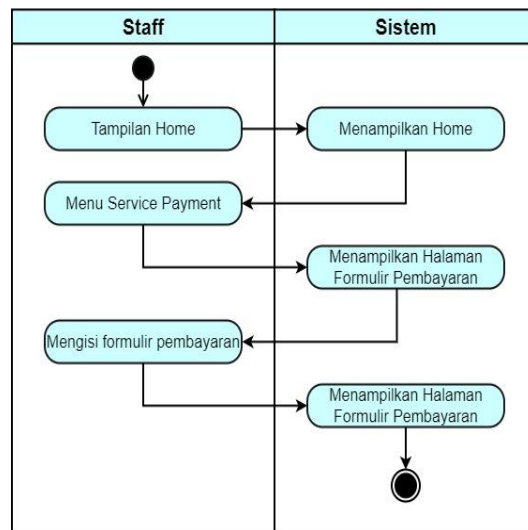 Staff
Sistem
Tampilan Home
Menampilkan Home
Menu Service Payment
Menampilkan Halaman
Formulir Pembayaran
Mengisi formulir pembayaran
Menampilkan Halaman
Formulir Pembayaran